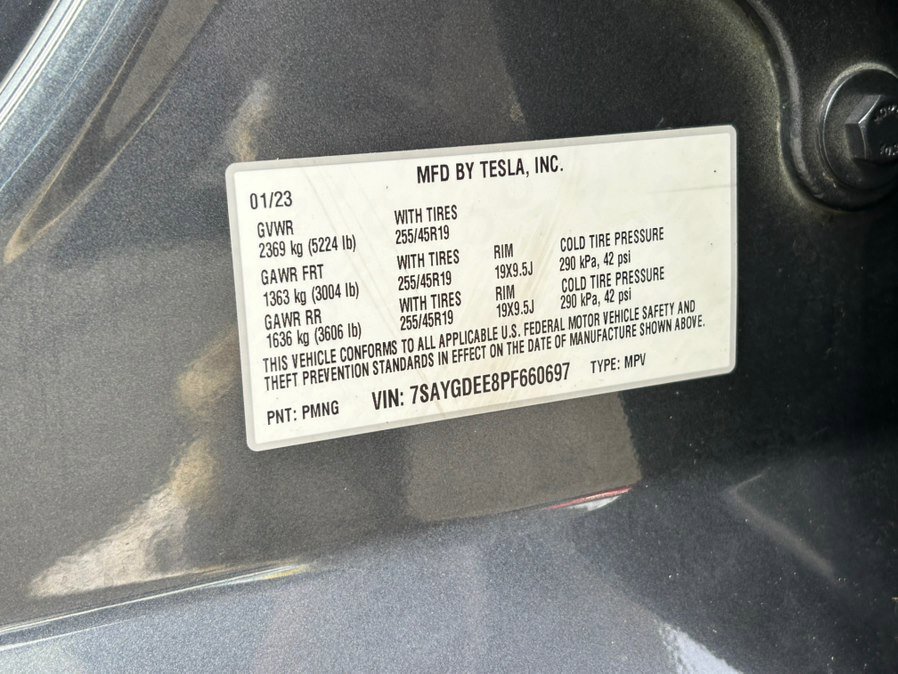 MFD BY TESLA, INC.
01/23
GVWR WITH TIRES
2369 kg (5224 lb) 255/45R19
GAWR FRT WITH TIRES RIM COLD TIRE PRESSURE
1363 kg (3004 lb) 255/45R19 19X9.5J 290 kPa, 42 psi
GAWR RR WITH TIRES RIM COLD TIRE PRESSURE
1636 kg (3606 lb) 255/45R19 19X9.5J 290 kPa, 42 psi
THIS VEHICLE CONFORMS TO ALL APPLICABLE U.S. FEDERAL MOTOR VEHICLE SAFETY AND
THEFT PREVENTION STANDARDS IN EFFECT ON THE DATE OF MANUFACTURE SHOWN ABOVE.
PNT: PMNG VIN: 7SAYGDEE8PF660697 TYPE: MPV